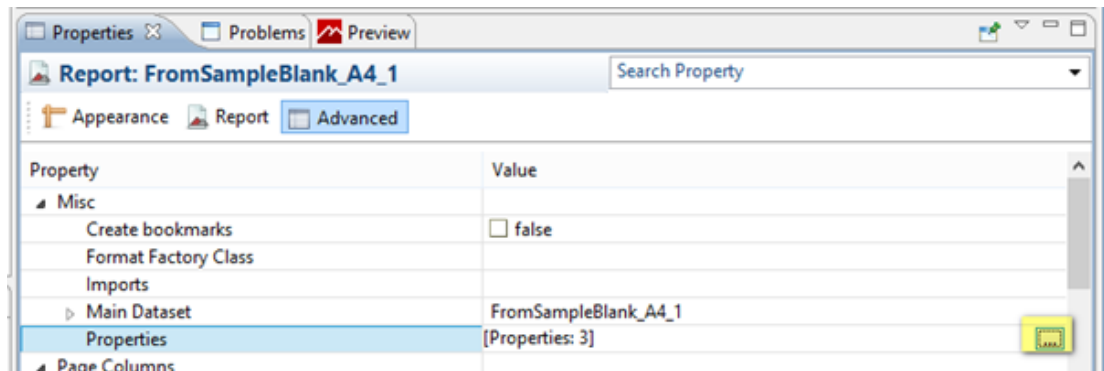 Properties Problems Preview
Report: FromSampleBlank_A4_1 Search Property
Appearance Report Advanced
Property Value
Misc
Create bookmarks false
Format Factory Class
Imports
Main Dataset FromSampleBlank_A4_1
Properties [Properties: 3] ...
Page Columns